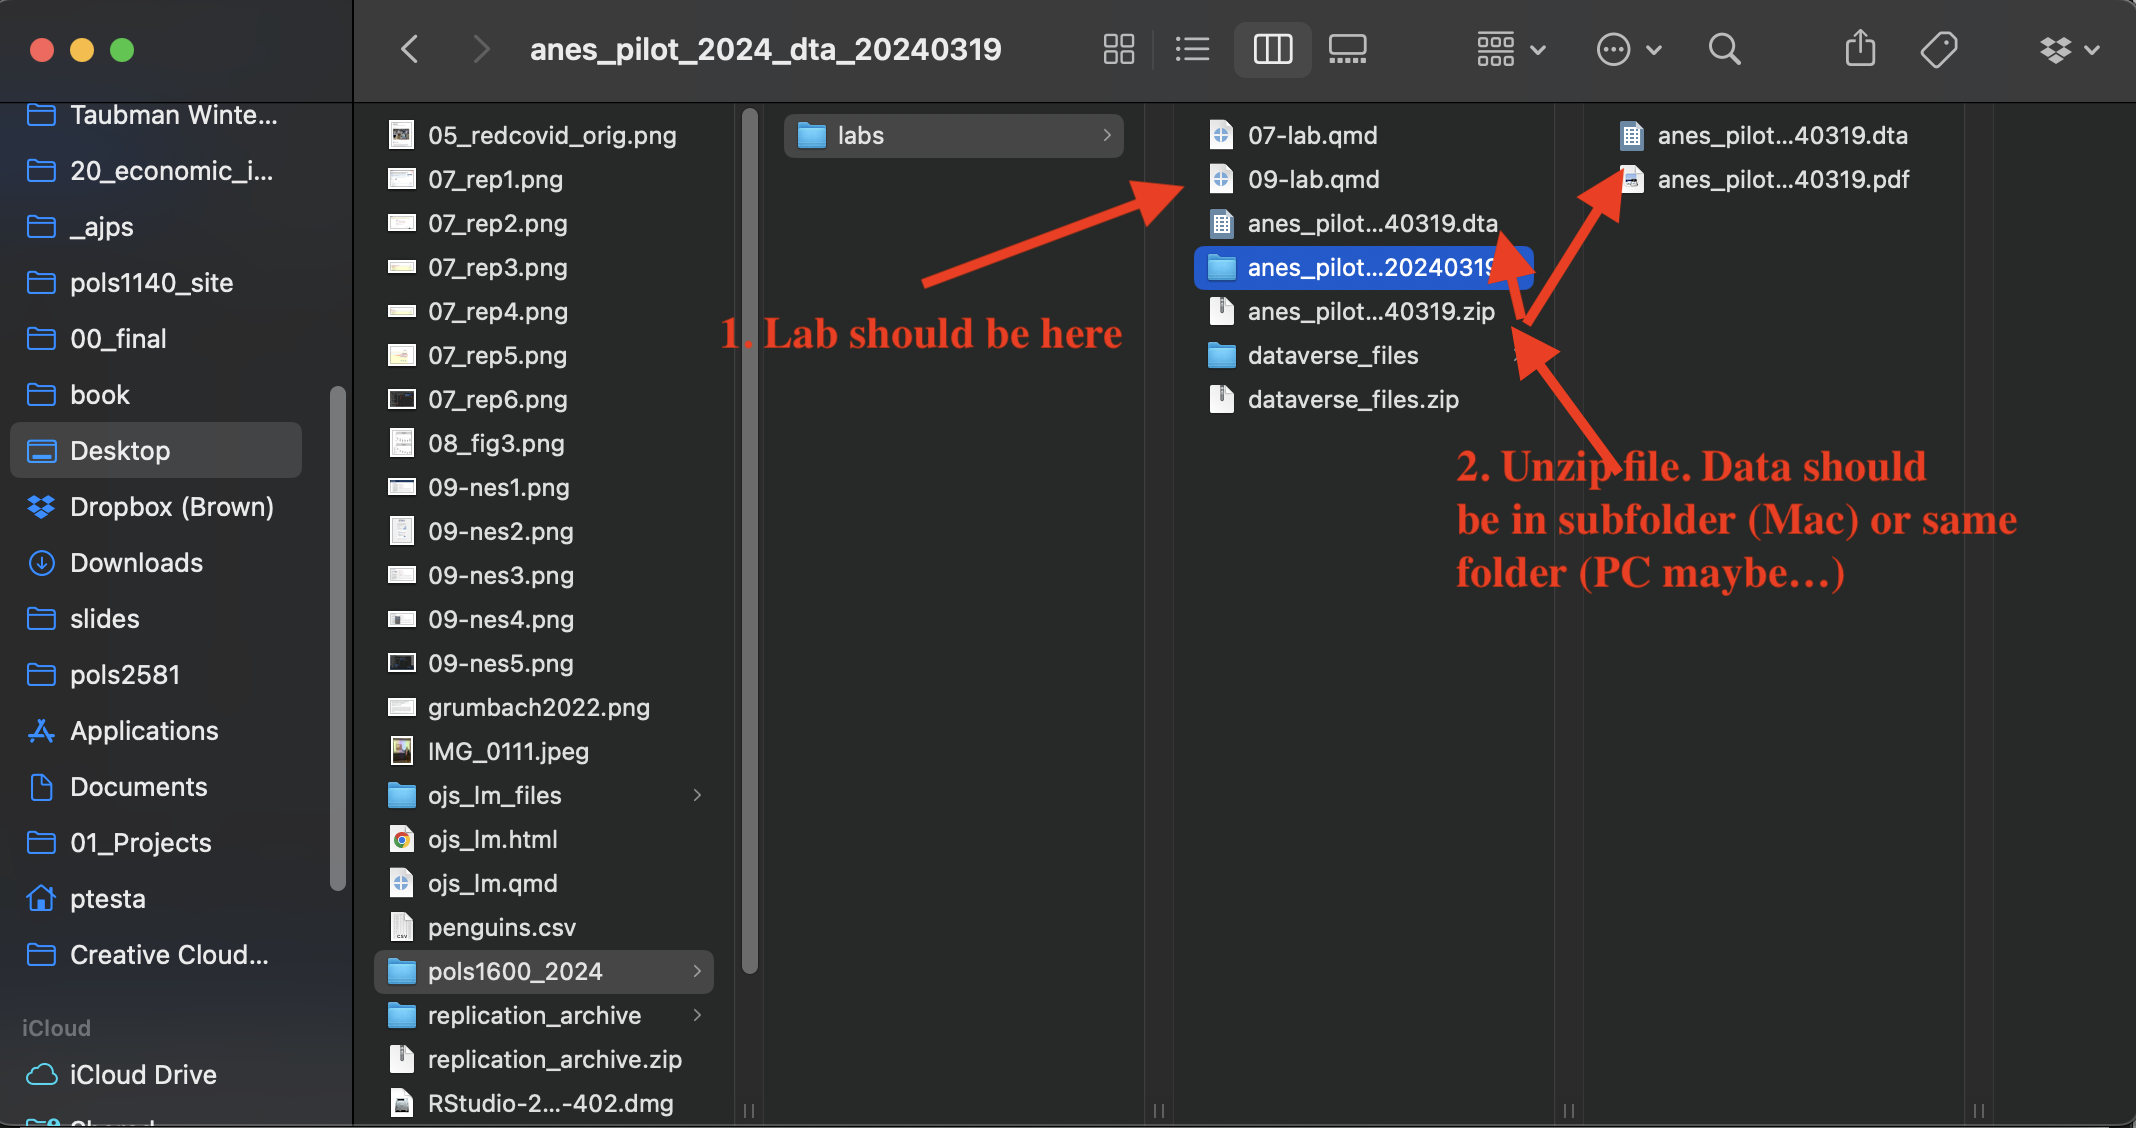 anes_pilot_2024_dta_20240319
Taubman Winte...
20_economic_i...
_ajps
pols1140_site
00_final
book
Desktop
Dropbox (Brown)
Downloads
slides
pols2581
Applications
Documents
01_Projects
ptesta
Creative Cloud...
iCloud
iCloud Drive
Shared
05_redcovid_orig.png
07_rep1.png
07_rep2.png
07_rep3.png
07_rep4.png
07_rep5.png
07_rep6.png
08_fig3.png
09-nes1.png
09-nes2.png
09-nes3.png
09-nes4.png
09-nes5.png
grumbach2022.png
IMG_0111.jpeg
ojs_lm_files
ojs_lm.html
ojs_lm.qmd
penguins.csv
pols1600_2024
replication_archive
replication_archive.zip
RStudio-2...-402.dmg
labs
1. Lab should be here
07-lab.qmd
09-lab.qmd
anes_pilot...40319.dta
anes_pilot...20240319
anes_pilot...40319.zip
dataverse_files
dataverse_files.zip
anes_pilot...40319.dta
anes_pilot...40319.pdf
2. Unzip file. Data should
be in subfolder (Mac) or same
folder (PC maybe...)